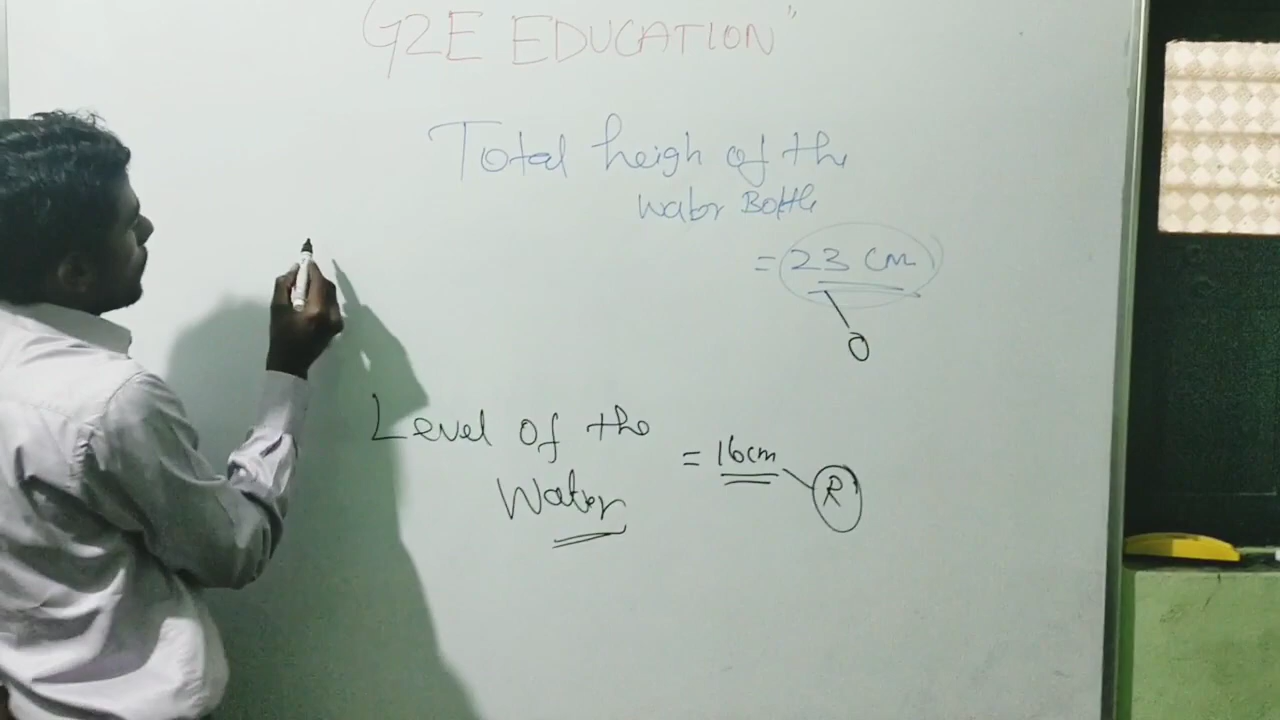 G2E EDUCATION"
Total heigh of the
water Bottle
= 23 cm
O
Level of the
Water
= 16cm
R